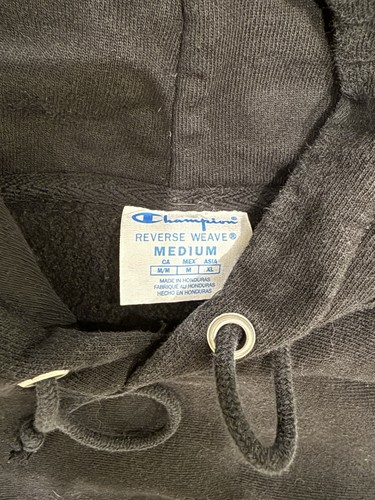 Champion
REVERSE WEAVE®
MEDIUM
CA MEX ASIA
M/M M XL
MADE IN HONDURAS
FABRIQUÉ AU HONDURAS
HECHO EN HONDURAS